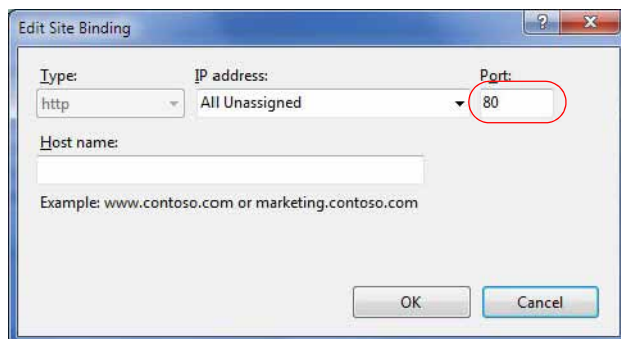 Edit Site Binding
Type: IP address: Port:
http All Unassigned 80
Host name:
Example: www.contoso.com or marketing.contoso.com
OK Cancel